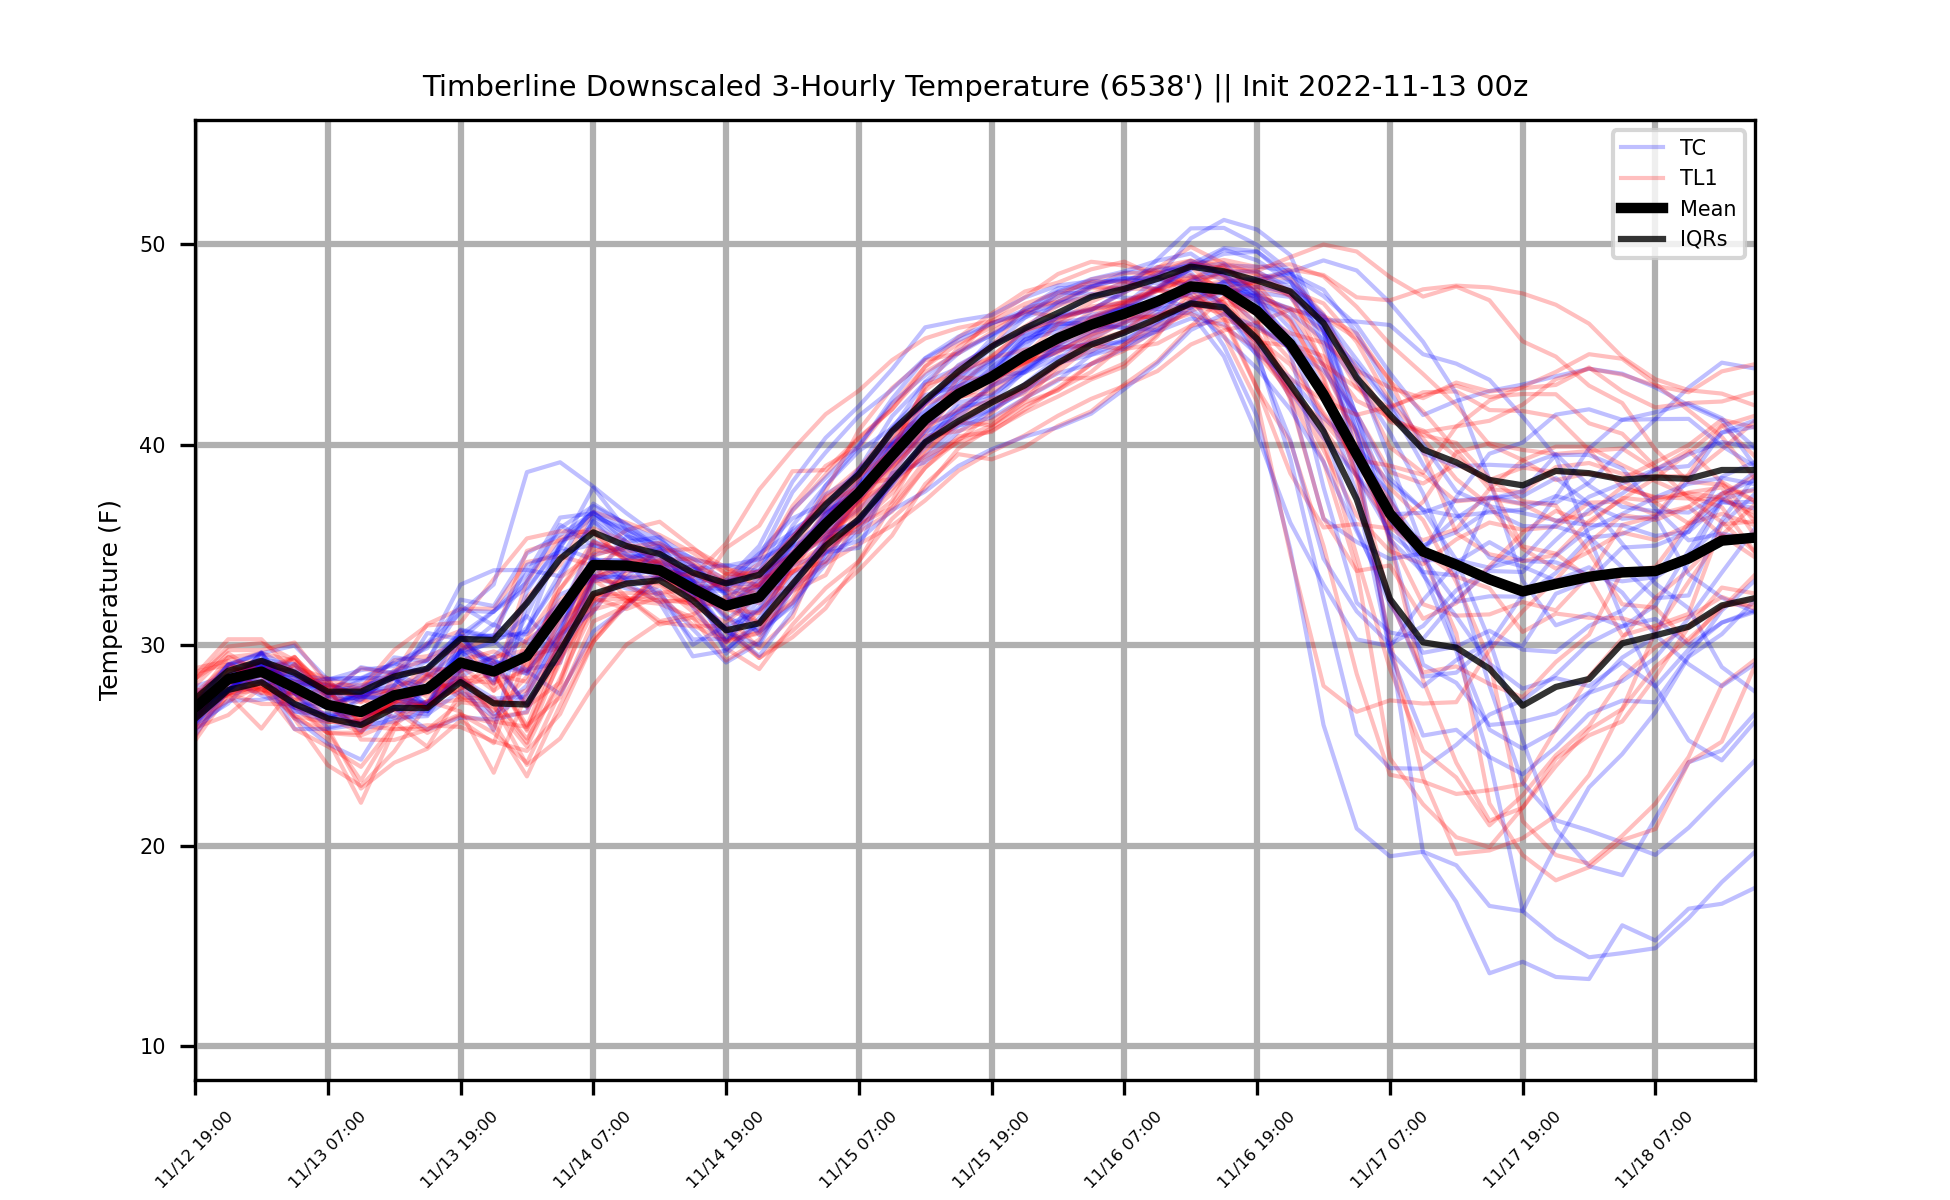 Timberline Downscaled 3-Hourly Temperature (6538') || Init 2022-11-13 00z
TC
TL1
Mean
IQRs
Temperature (F)
50
40
30
20
10
11/12 19:00
11/13 07:00
11/13 19:00
11/14 07:00
11/14 19:00
11/15 07:00
11/15 19:00
11/16 07:00
11/16 19:00
11/17 07:00
11/17 19:00
11/18 07:00